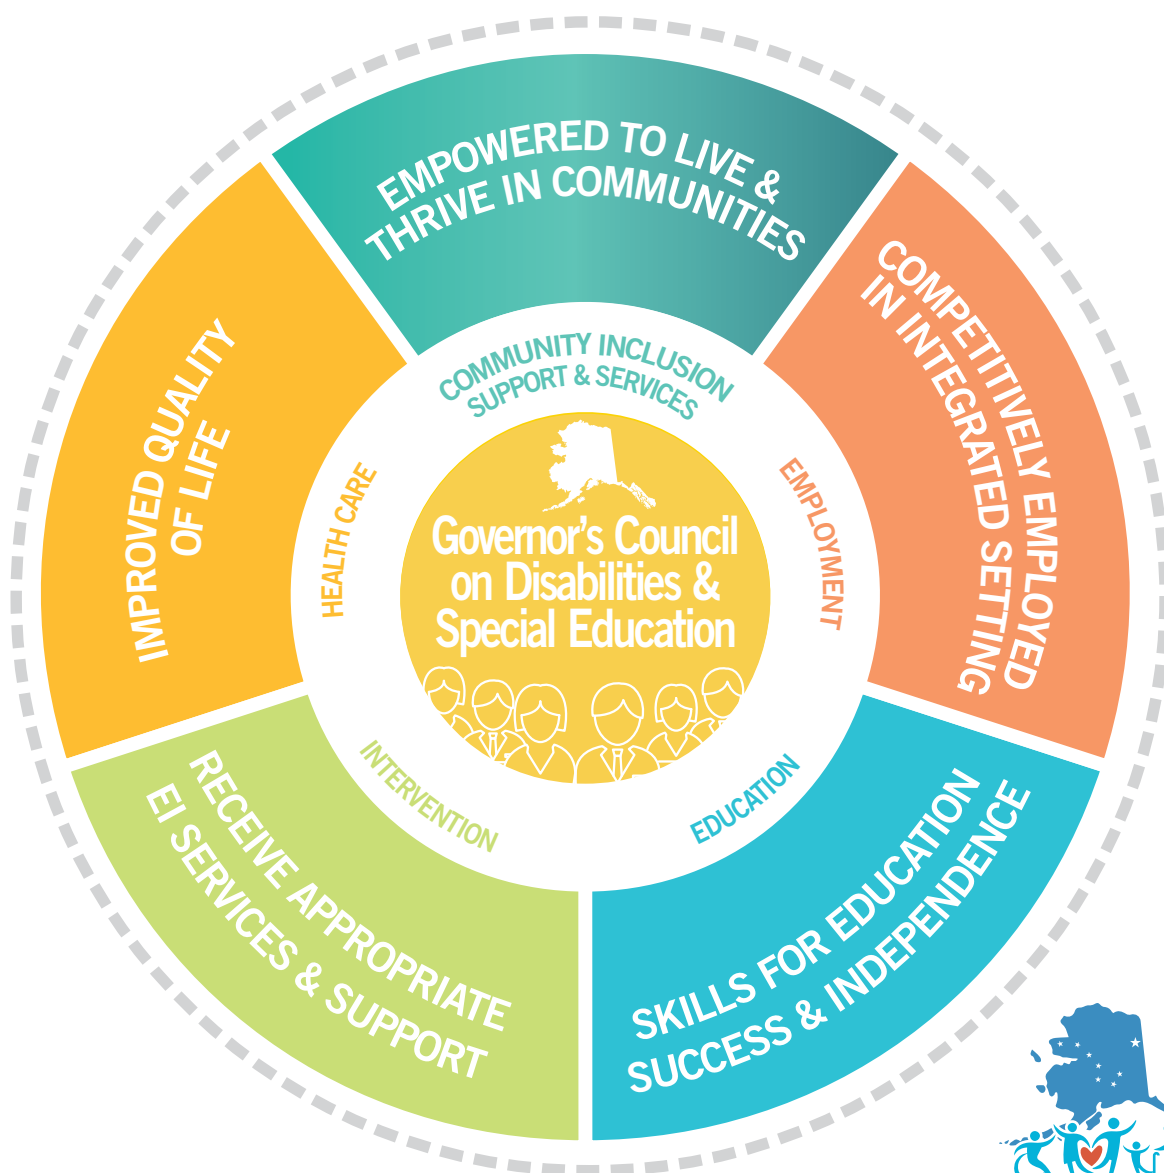 EMPOWERED TO LIVE &
THRIVE IN COMMUNITIES
COMPETITIVELY EMPLOYED
IN INTEGRATED SETTING
SKILLS FOR EDUCATION
SUCCESS & INDEPENDENCE
RECEIVE APPROPRIATE
EI SERVICES & SUPPORT
IMPROVED QUALITY
OF LIFE
COMMUNITY INCLUSION
SUPPORT & SERVICES
EMPLOYMENT
EDUCATION
INTERVENTION
HEALTH CARE
Governor's Council
on Disabilities &
Special Education